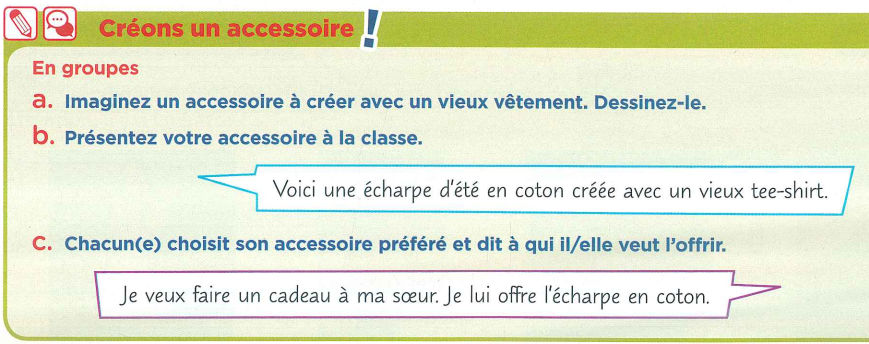 Créons un accessoire !
En groupes
a. Imaginez un accessoire à créer avec un vieux vêtement. Dessinez-le.
b. Présentez votre accessoire à la classe.
Voici une écharpe d'été en coton créée avec un vieux tee-shirt.
c. Chacun(e) choisit son accessoire préféré et dit à qui il/elle veut l'offrir.
Je veux faire un cadeau à ma sœur. Je lui offre l'écharpe en coton.